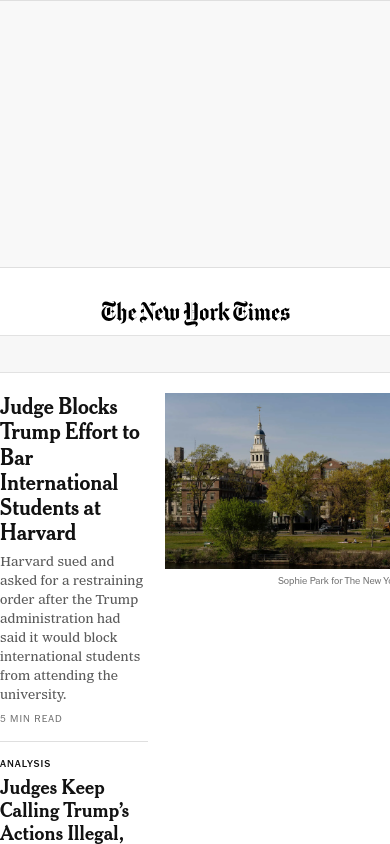 The New York Times
Judge Blocks
Trump Effort to
Bar
International
Students at
Harvard
Harvard sued and
asked for a restraining
order after the Trump
administration had
said it would block
international students
from attending the
university.
5 MIN READ
Sophie Park for The New Yo
ANALYSIS
Judges Keep
Calling Trump’s
Actions Illegal,